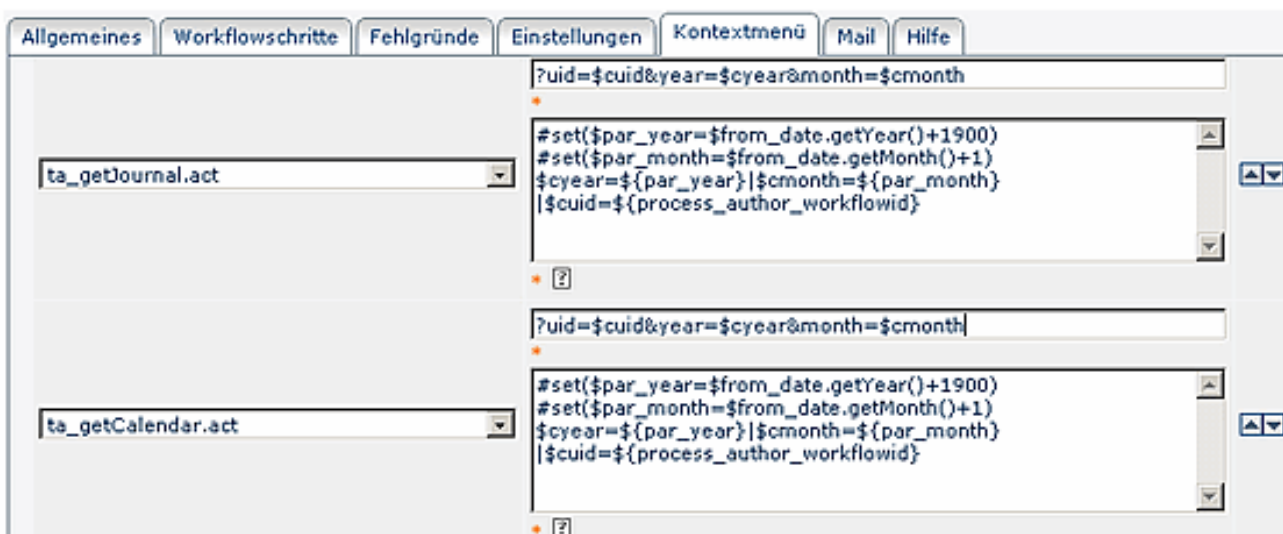 Allgemeines Workflowschritte Fehlgründe Einstellungen Kontextmenü Mail Hilfe
?uid=$cuid&year=$cyear&month=$cmonth
*
ta_getJournal.act
#set($par_year=$from_date.getYear()+1900)
#set($par_month=$from_date.getMonth()+1)
$cyear=${par_year}|$cmonth=${par_month}
|$cuid=${process_author_workflowid}
* ?
?uid=$cuid&year=$cyear&month=$cmonth
*
ta_getCalendar.act
#set($par_year=$from_date.getYear()+1900)
#set($par_month=$from_date.getMonth()+1)
$cyear=${par_year}|$cmonth=${par_month}
|$cuid=${process_author_workflowid}
* ?